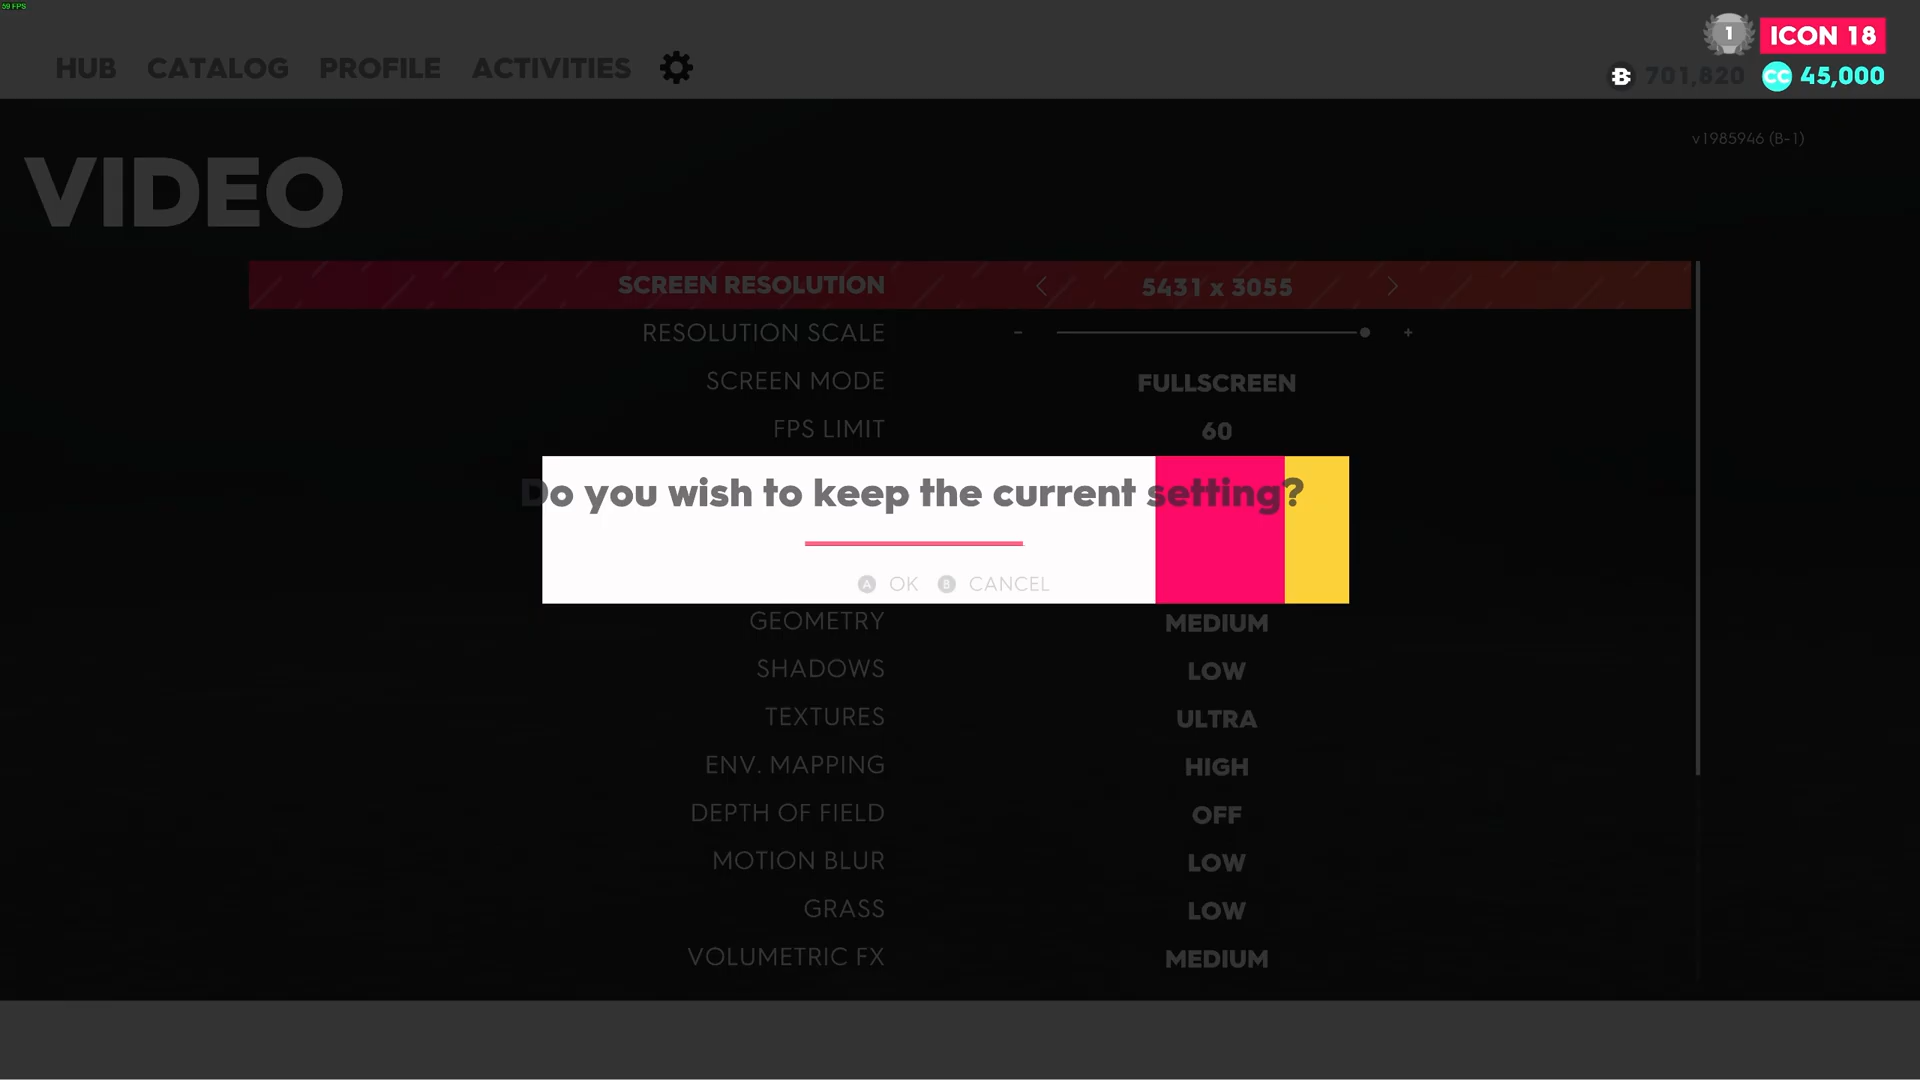 59 FPS
1 ICON 18
HUB CATALOG PROFILE ACTIVITIES
701,820 CC 45,000
v1985946 (B-1)
VIDEO
SCREEN RESOLUTION < 5431 x 3055 >
RESOLUTION SCALE - +
SCREEN MODE FULLSCREEN
FPS LIMIT 60
Do you wish to keep the current setting?
A OK B CANCEL
GEOMETRY MEDIUM
SHADOWS LOW
TEXTURES ULTRA
ENV. MAPPING HIGH
DEPTH OF FIELD OFF
MOTION BLUR LOW
GRASS LOW
VOLUMETRIC FX MEDIUM